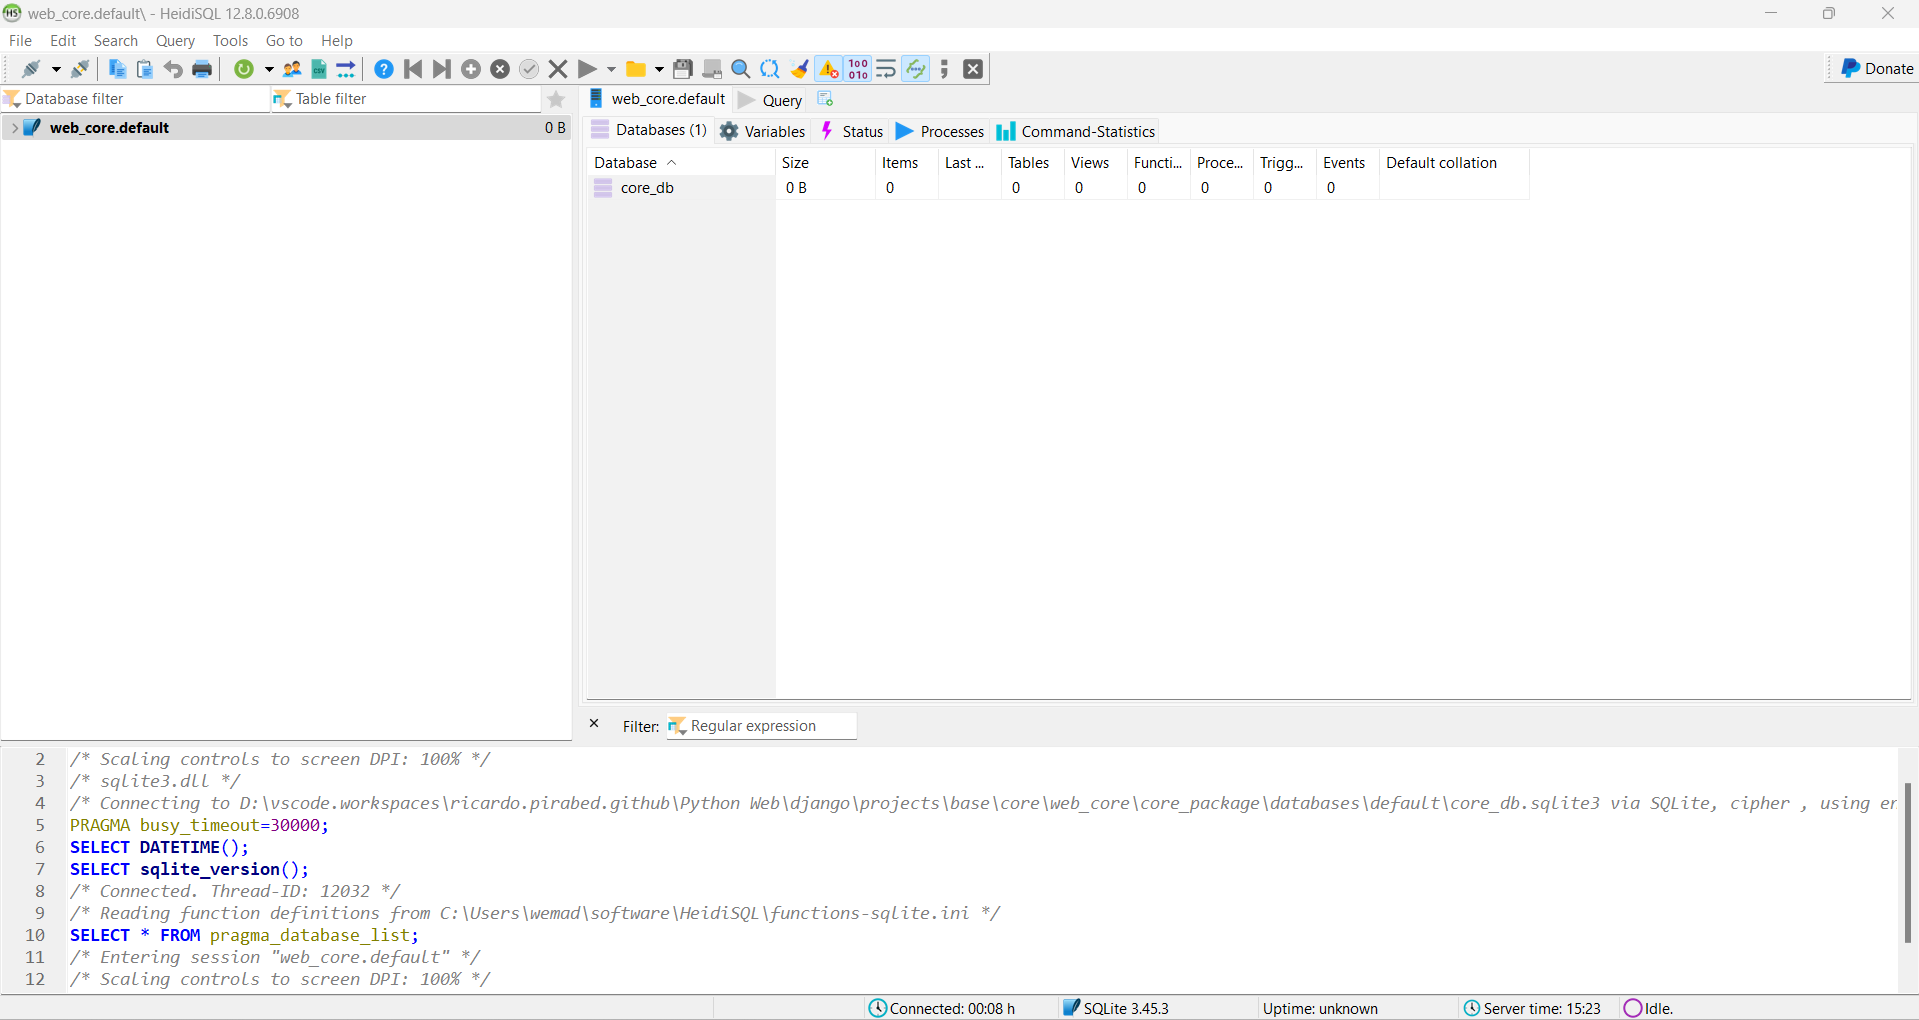 web_core.default\ - HeidiSQL 12.8.0.6908
File Edit Search Query Tools Go to Help
Donate
Database filter Table filter
web_core.default Query
web_core.default 0 B
Databases (1) Variables Status Processes Command-Statistics
Database Size Items Last ... Tables Views Functi... Proce... Trigg... Events Default collation
core_db 0 B 0 0 0 0 0 0 0
Filter: Regular expression
2 /* Scaling controls to screen DPI: 100% */
3 /* sqlite3.dll */
4 /* Connecting to D:\vscode.workspaces\ricardo.pirabed.github\Python Web\django\projects\base\core\web_core\core_package\databases\default\core_db.sqlite3 via SQLite, cipher , using er
5 PRAGMA busy_timeout=30000;
6 SELECT DATETIME();
7 SELECT sqlite_version();
8 /* Connected. Thread-ID: 12032 */
9 /* Reading function definitions from C:\Users\wemad\software\HeidiSQL\functions-sqlite.ini */
10 SELECT * FROM pragma_database_list;
11 /* Entering session "web_core.default" */
12 /* Scaling controls to screen DPI: 100% */
Connected: 00:08 h SQLite 3.45.3 Uptime: unknown Server time: 15:23 Idle.